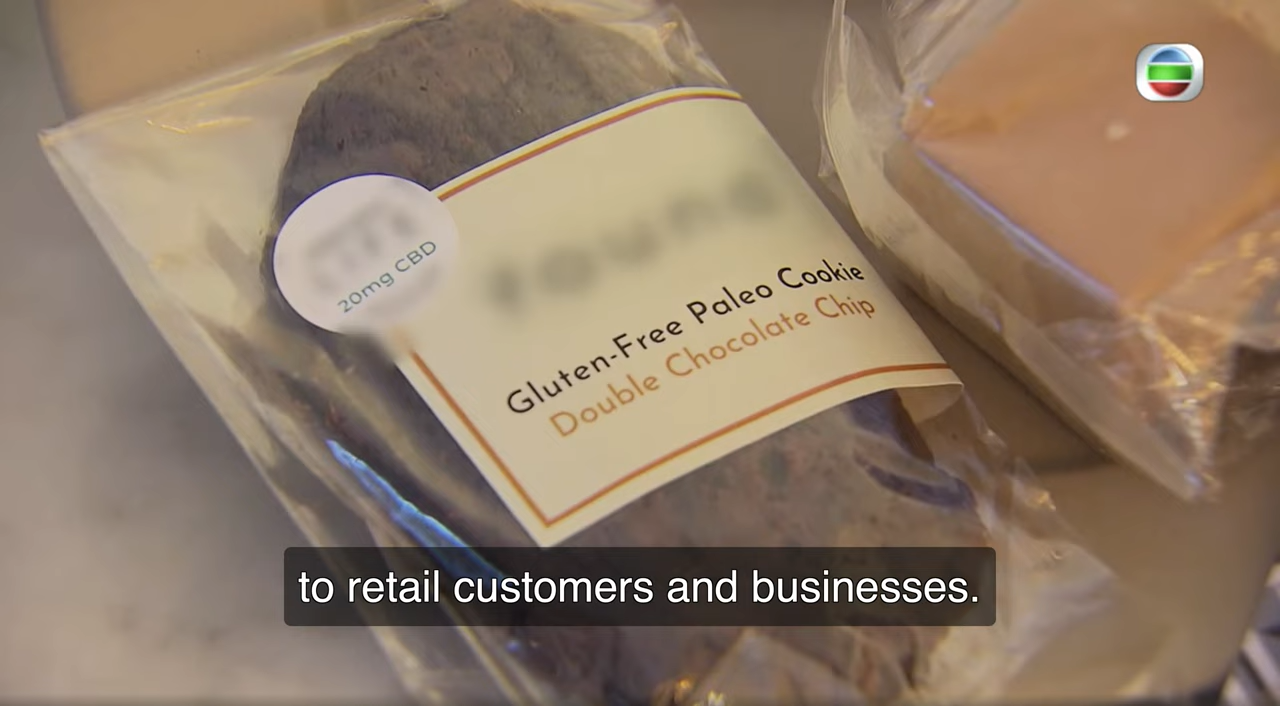 20mg CBD
Gluten-Free Paleo Cookie
Double Chocolate Chip
to retail customers and businesses.